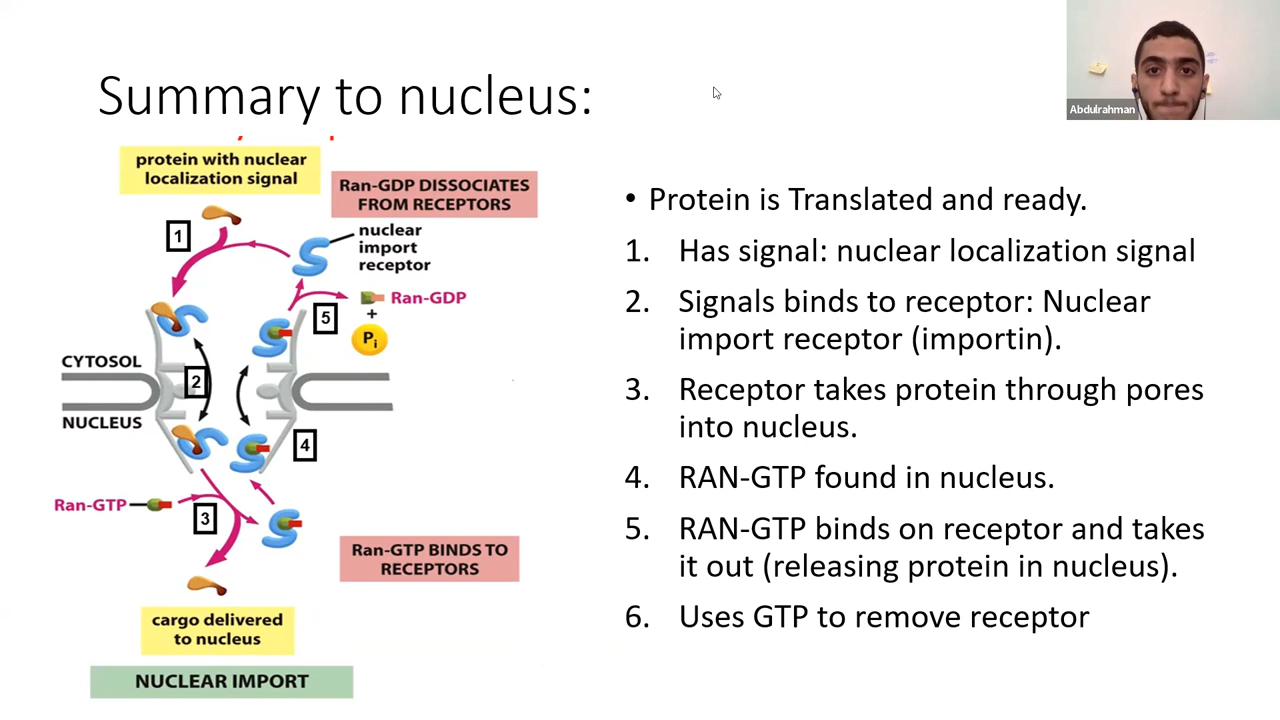 Summary to nucleus:
Abdulrahman
protein with nuclear
localization signal
Ran-GDP DISSOCIATES
FROM RECEPTORS
1
nuclear
import
receptor
Ran-GDP
+
Pi
5
CYTOSOL
2
NUCLEUS
4
Ran-GTP
3
Ran-GTP BINDS TO
RECEPTORS
cargo delivered
to nucleus
NUCLEAR IMPORT
• Protein is Translated and ready.
1. Has signal: nuclear localization signal
2. Signals binds to receptor: Nuclear
import receptor (importin).
3. Receptor takes protein through pores
into nucleus.
4. RAN-GTP found in nucleus.
5. RAN-GTP binds on receptor and takes
it out (releasing protein in nucleus).
6. Uses GTP to remove receptor